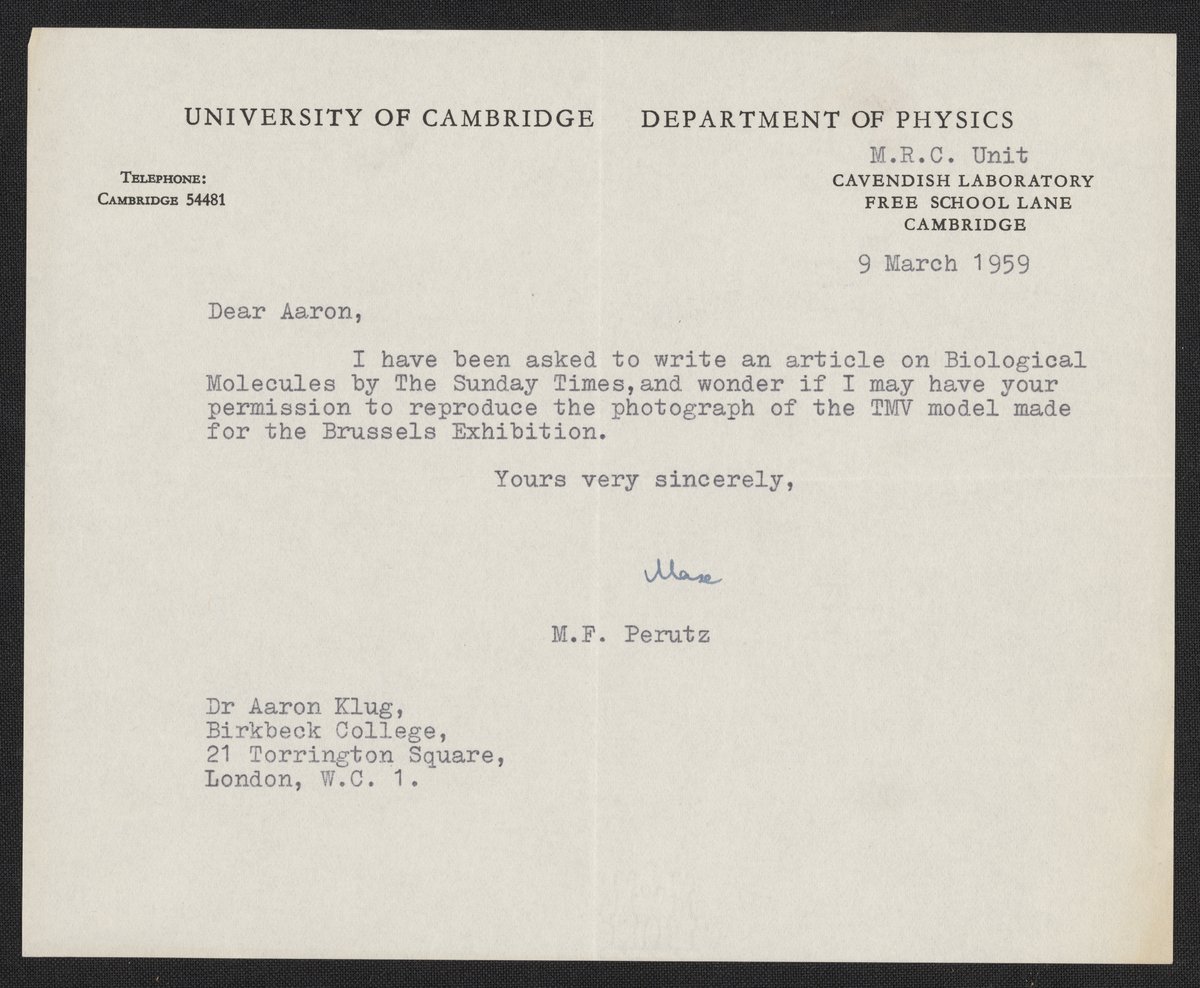 UNIVERSITY OF CAMBRIDGE DEPARTMENT OF PHYSICS
M.R.C. Unit
TELEPHONE:
CAMBRIDGE 54481
CAVENDISH LABORATORY
FREE SCHOOL LANE
CAMBRIDGE
9 March 1959
Dear Aaron,
I have been asked to write an article on Biological
Molecules by The Sunday Times,and wonder if I may have your
permission to reproduce the photograph of the TMV model made
for the Brussels Exhibition.
Yours very sincerely,
Max
M.F. Perutz
Dr Aaron Klug,
Birkbeck College,
21 Torrington Square,
London, W.C. 1.